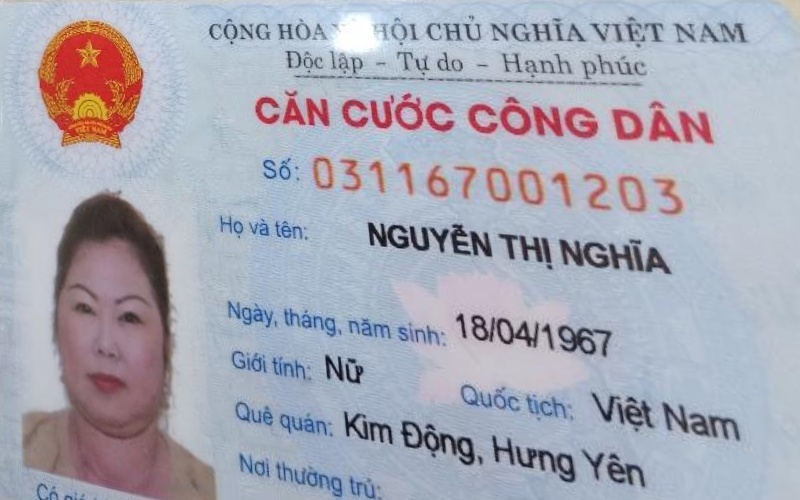 CỘNG HÒA XÃ HỘI CHỦ NGHĨA VIỆT NAM
Độc lập - Tự do - Hạnh phúc
CĂN CƯỚC CÔNG DÂN
Số: 031167001203
Họ và tên: NGUYỄN THỊ NGHĨA
Ngày, tháng, năm sinh: 18/04/1967
Giới tính: Nữ Quốc tịch: Việt Nam
Quê quán: Kim Động, Hưng Yên
Nơi thường trú:
Có giá
VIỆT NAM